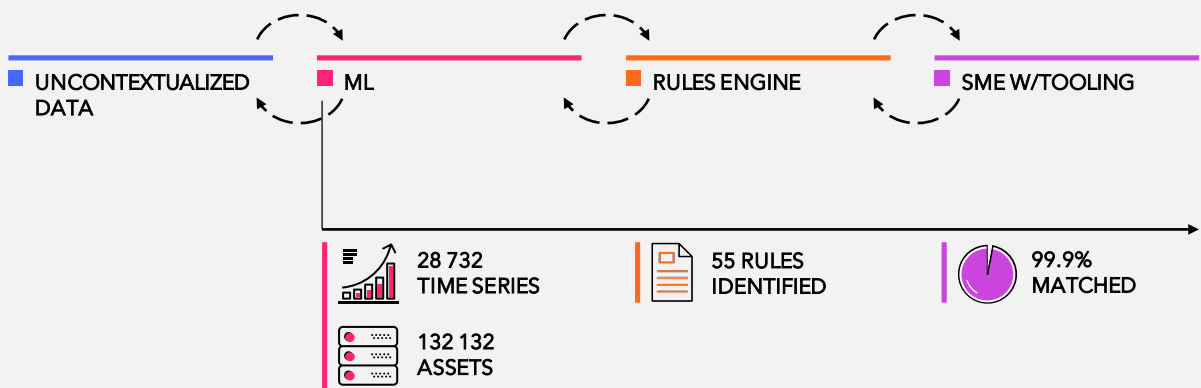 UNCONTEXTUALIZED
DATA
ML
RULES ENGINE
SME W/TOOLING
28 732
TIME SERIES
55 RULES
IDENTIFIED
99.9%
MATCHED
132 132
ASSETS